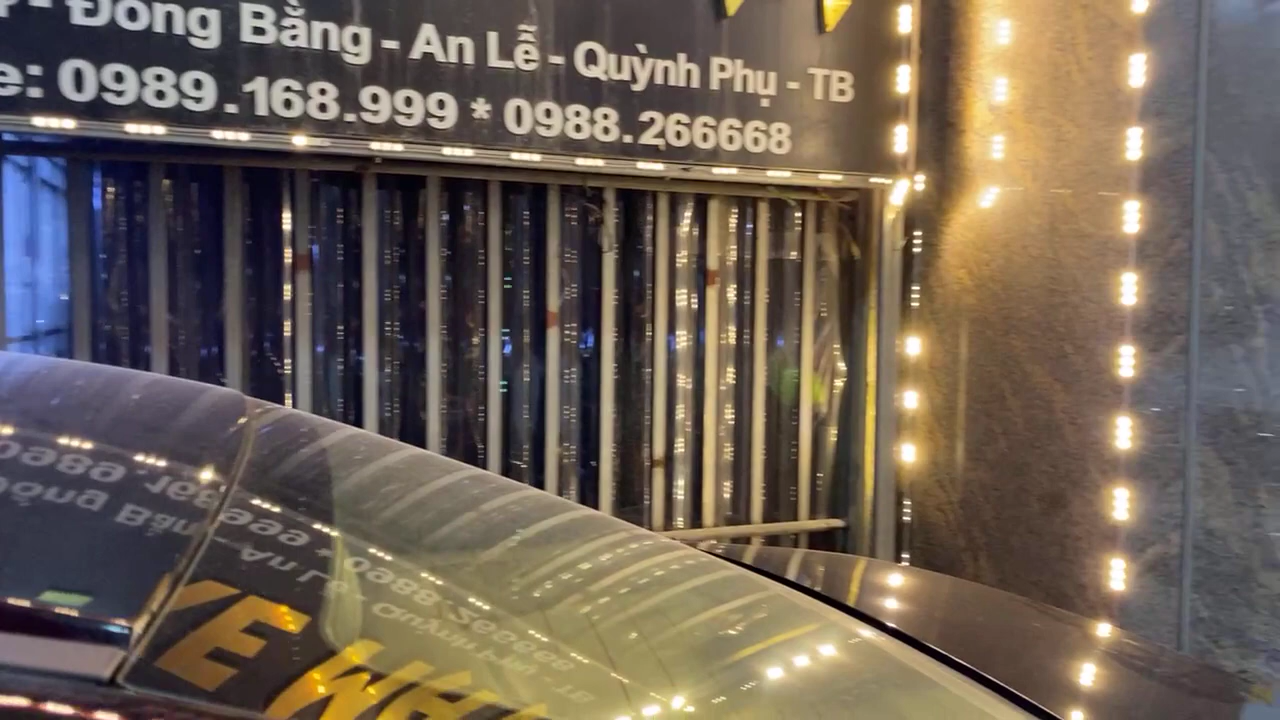 - Đồng Bằng - An Lễ - Quỳnh Phụ - TB
e: 0989.168.999 * 0988.266668